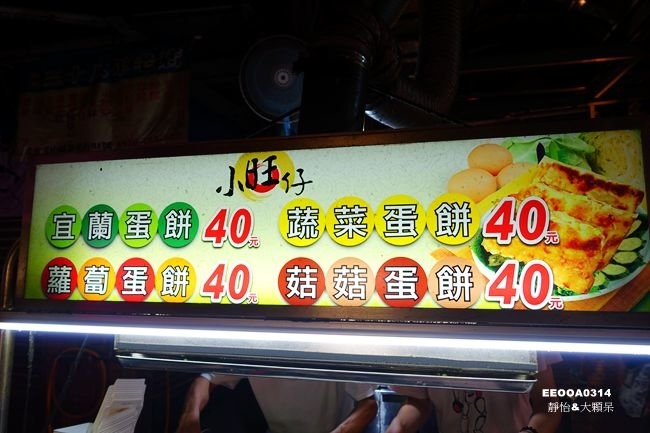 小旺仔
宜蘭蛋餅 40元
蔬菜蛋餅 40元
蘿蔔蛋餅 40元
菇菇蛋餅 40元
EEOOA0314
靜怡&大顆呆